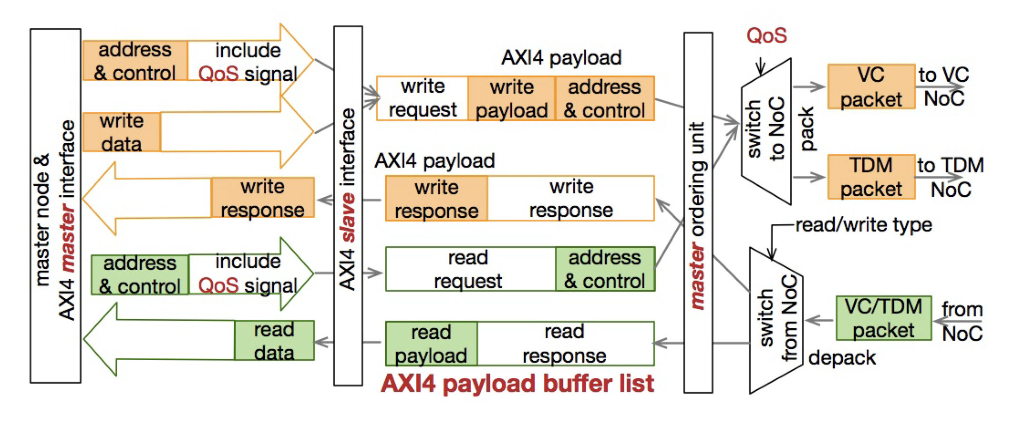 master node &
AXI4 master interface
address
& control
include
QoS signal
write
data
write
response
address
& control
include
QoS signal
read
data
AXI4 slave interface
AXI4 payload
write
request
write
payload
address
& control
AXI4 payload
write
response
write
response
read
request
address
& control
read
payload
read
response
AXI4 payload buffer list
master ordering unit
QoS
switch
to NoC
pack
VC
packet
to VC
NoC
TDM
packet
to TDM
NoC
read/write type
switch
from NoC
depack
VC/TDM
packet
from
NoC